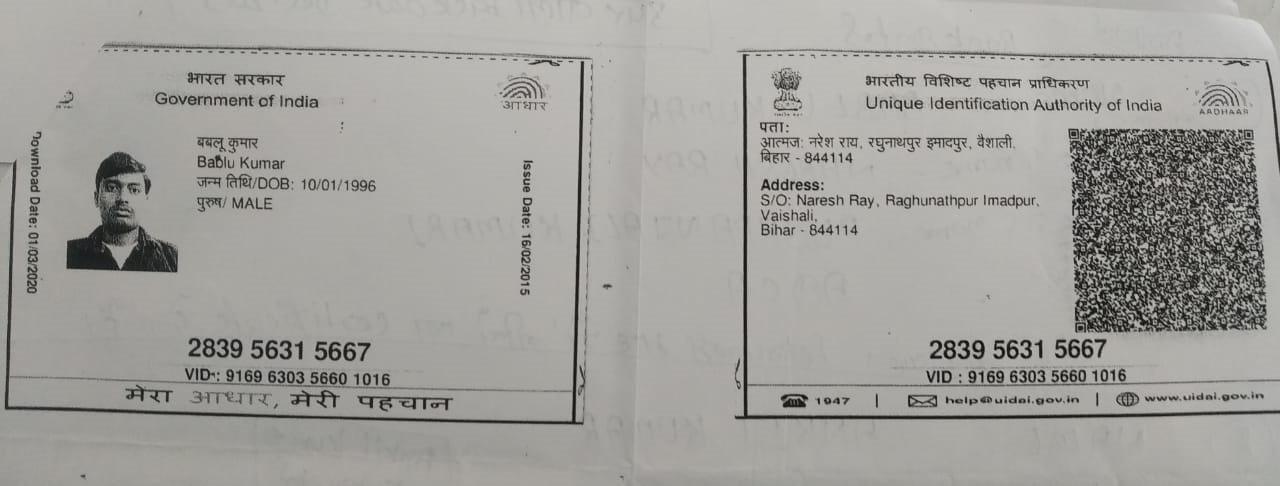 भारत सरकार
Government of India
आधार
Download Date: 01/03/2020
बबलू कुमार
Bablu Kumar
जन्म तिथि/DOB: 10/01/1996
पुरुष/ MALE
Issue Date: 16/02/2015
2839 5631 5667
VID : 9169 6303 5660 1016
मेरा आधार, मेरी पहचान
भारतीय विशिष्ट पहचान प्राधिकरण
Unique Identification Authority of India
AADHAAR
पता:
आत्मज: नरेश राय, रघुनाथपुर इमादपुर, वैशाली,
बिहार - 844114
Address:
S/O: Naresh Ray, Raghunathpur Imadpur,
Vaishali,
Bihar - 844114
2839 5631 5667
VID : 9169 6303 5660 1016
1947 | help@uidai.gov.in | www.uidai.gov.in